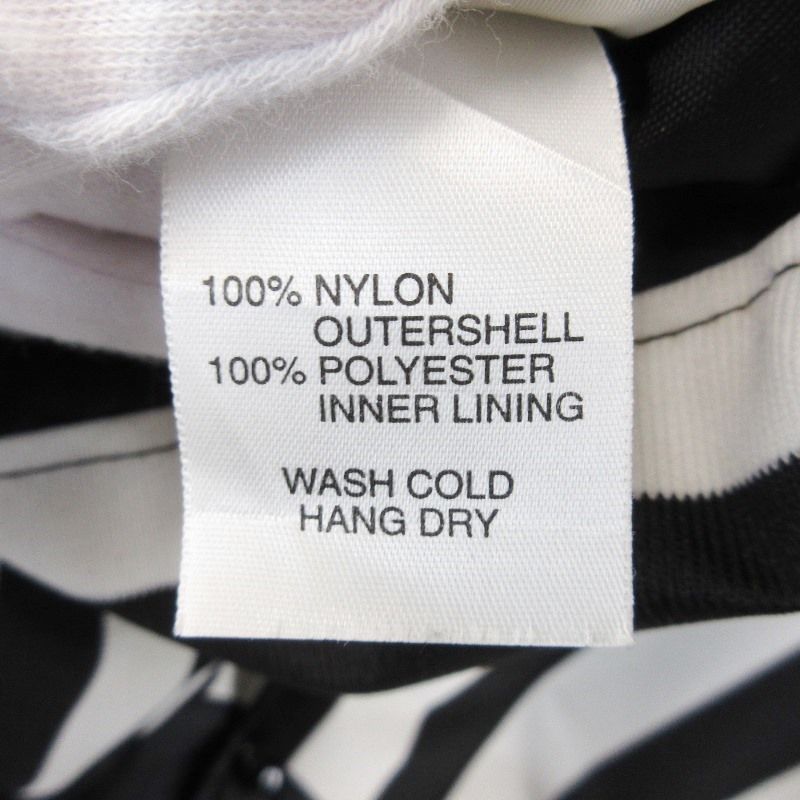 100% NYLON
OUTERSHELL
100% POLYESTER
INNER LINING
WASH COLD
HANG DRY